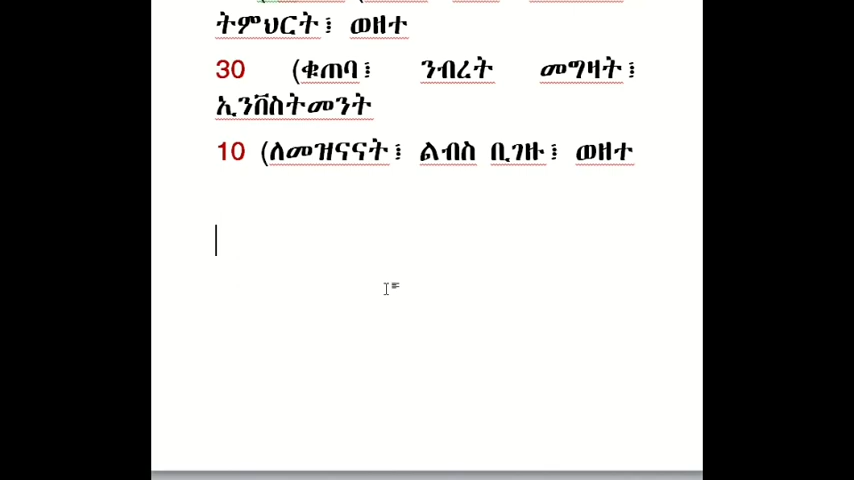 ትምህርት፤ ወዘተ
30 (ቁጠባ፤ ንብረት መግዛት፤
ኢንቨስትመንት
10 (ለመዝናናት፤ ልብስ ቢገዙ፤ ወዘተ